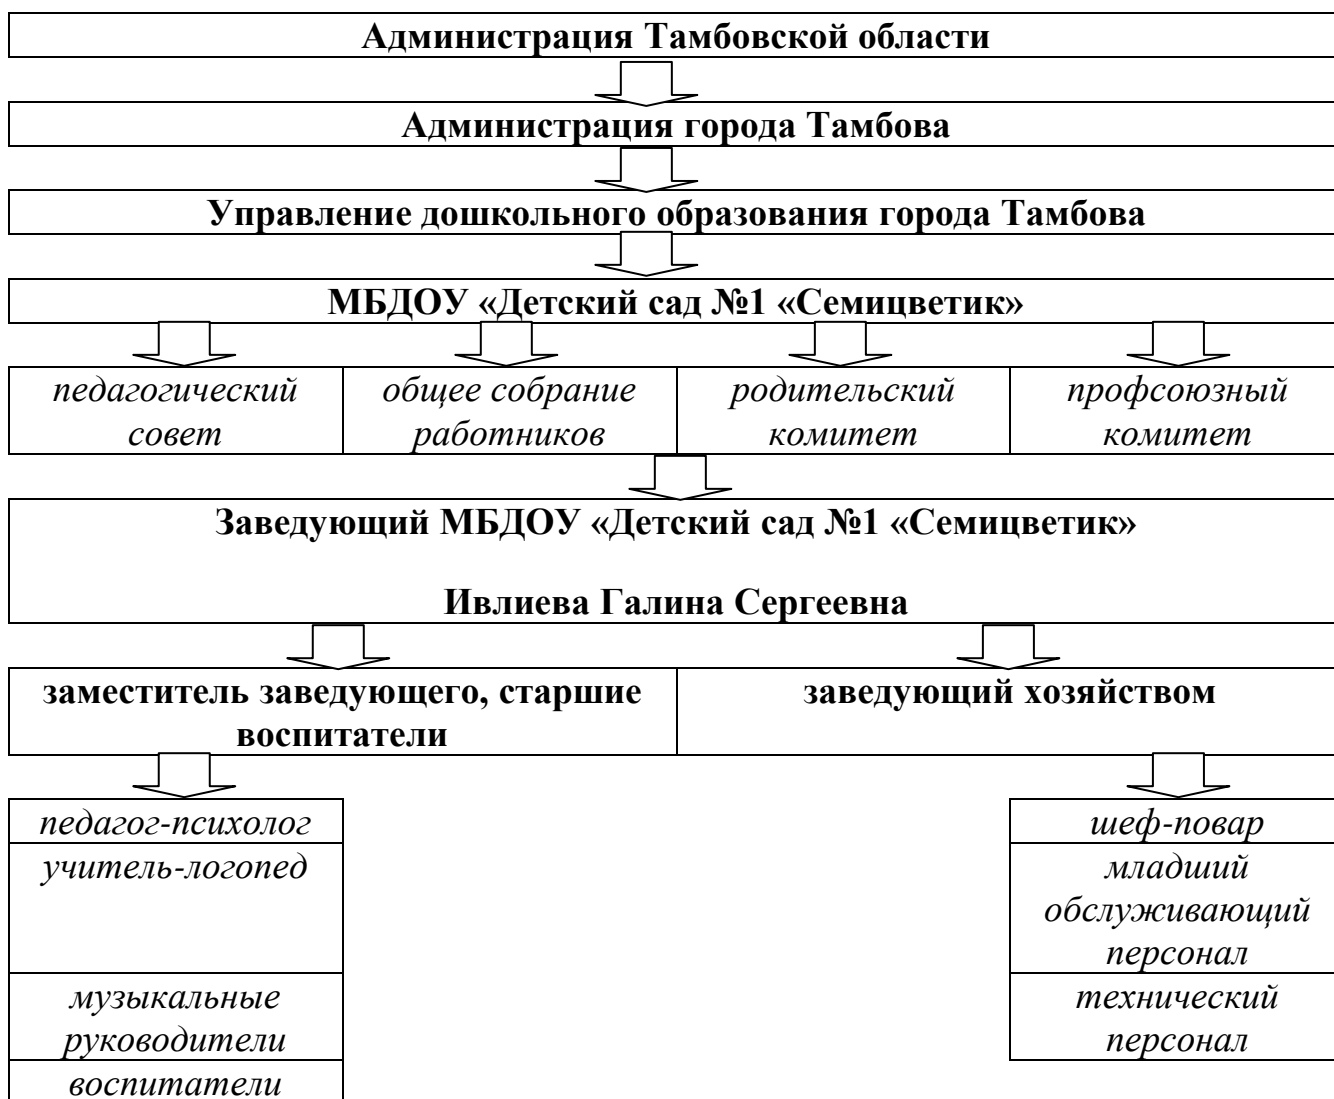 Администрация Тамбовской области
Администрация города Тамбова
Управление дошкольного образования города Тамбова
МБДОУ «Детский сад №1 «Семицветик»
педагогический
совет
общее собрание
работников
родительский
комитет
профсоюзный
комитет
Заведующий МБДОУ «Детский сад №1 «Семицветик»
Ивлиева Галина Сергеевна
заместитель заведующего, старшие
воспитатели
заведующий хозяйством
педагог-психолог
учитель-логопед
музыкальные
руководители
воспитатели
шеф-повар
младший
обслуживающий
персонал
технический
персонал